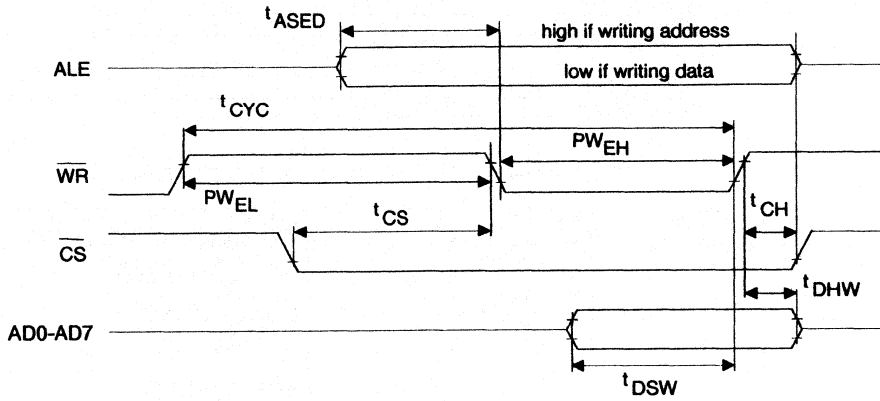 tASED
high if writing address
ALE
low if writing data
tCYC
PWEH
WR
PWEL
tCS
tCH
CS
tDHW
AD0-AD7
tDSW